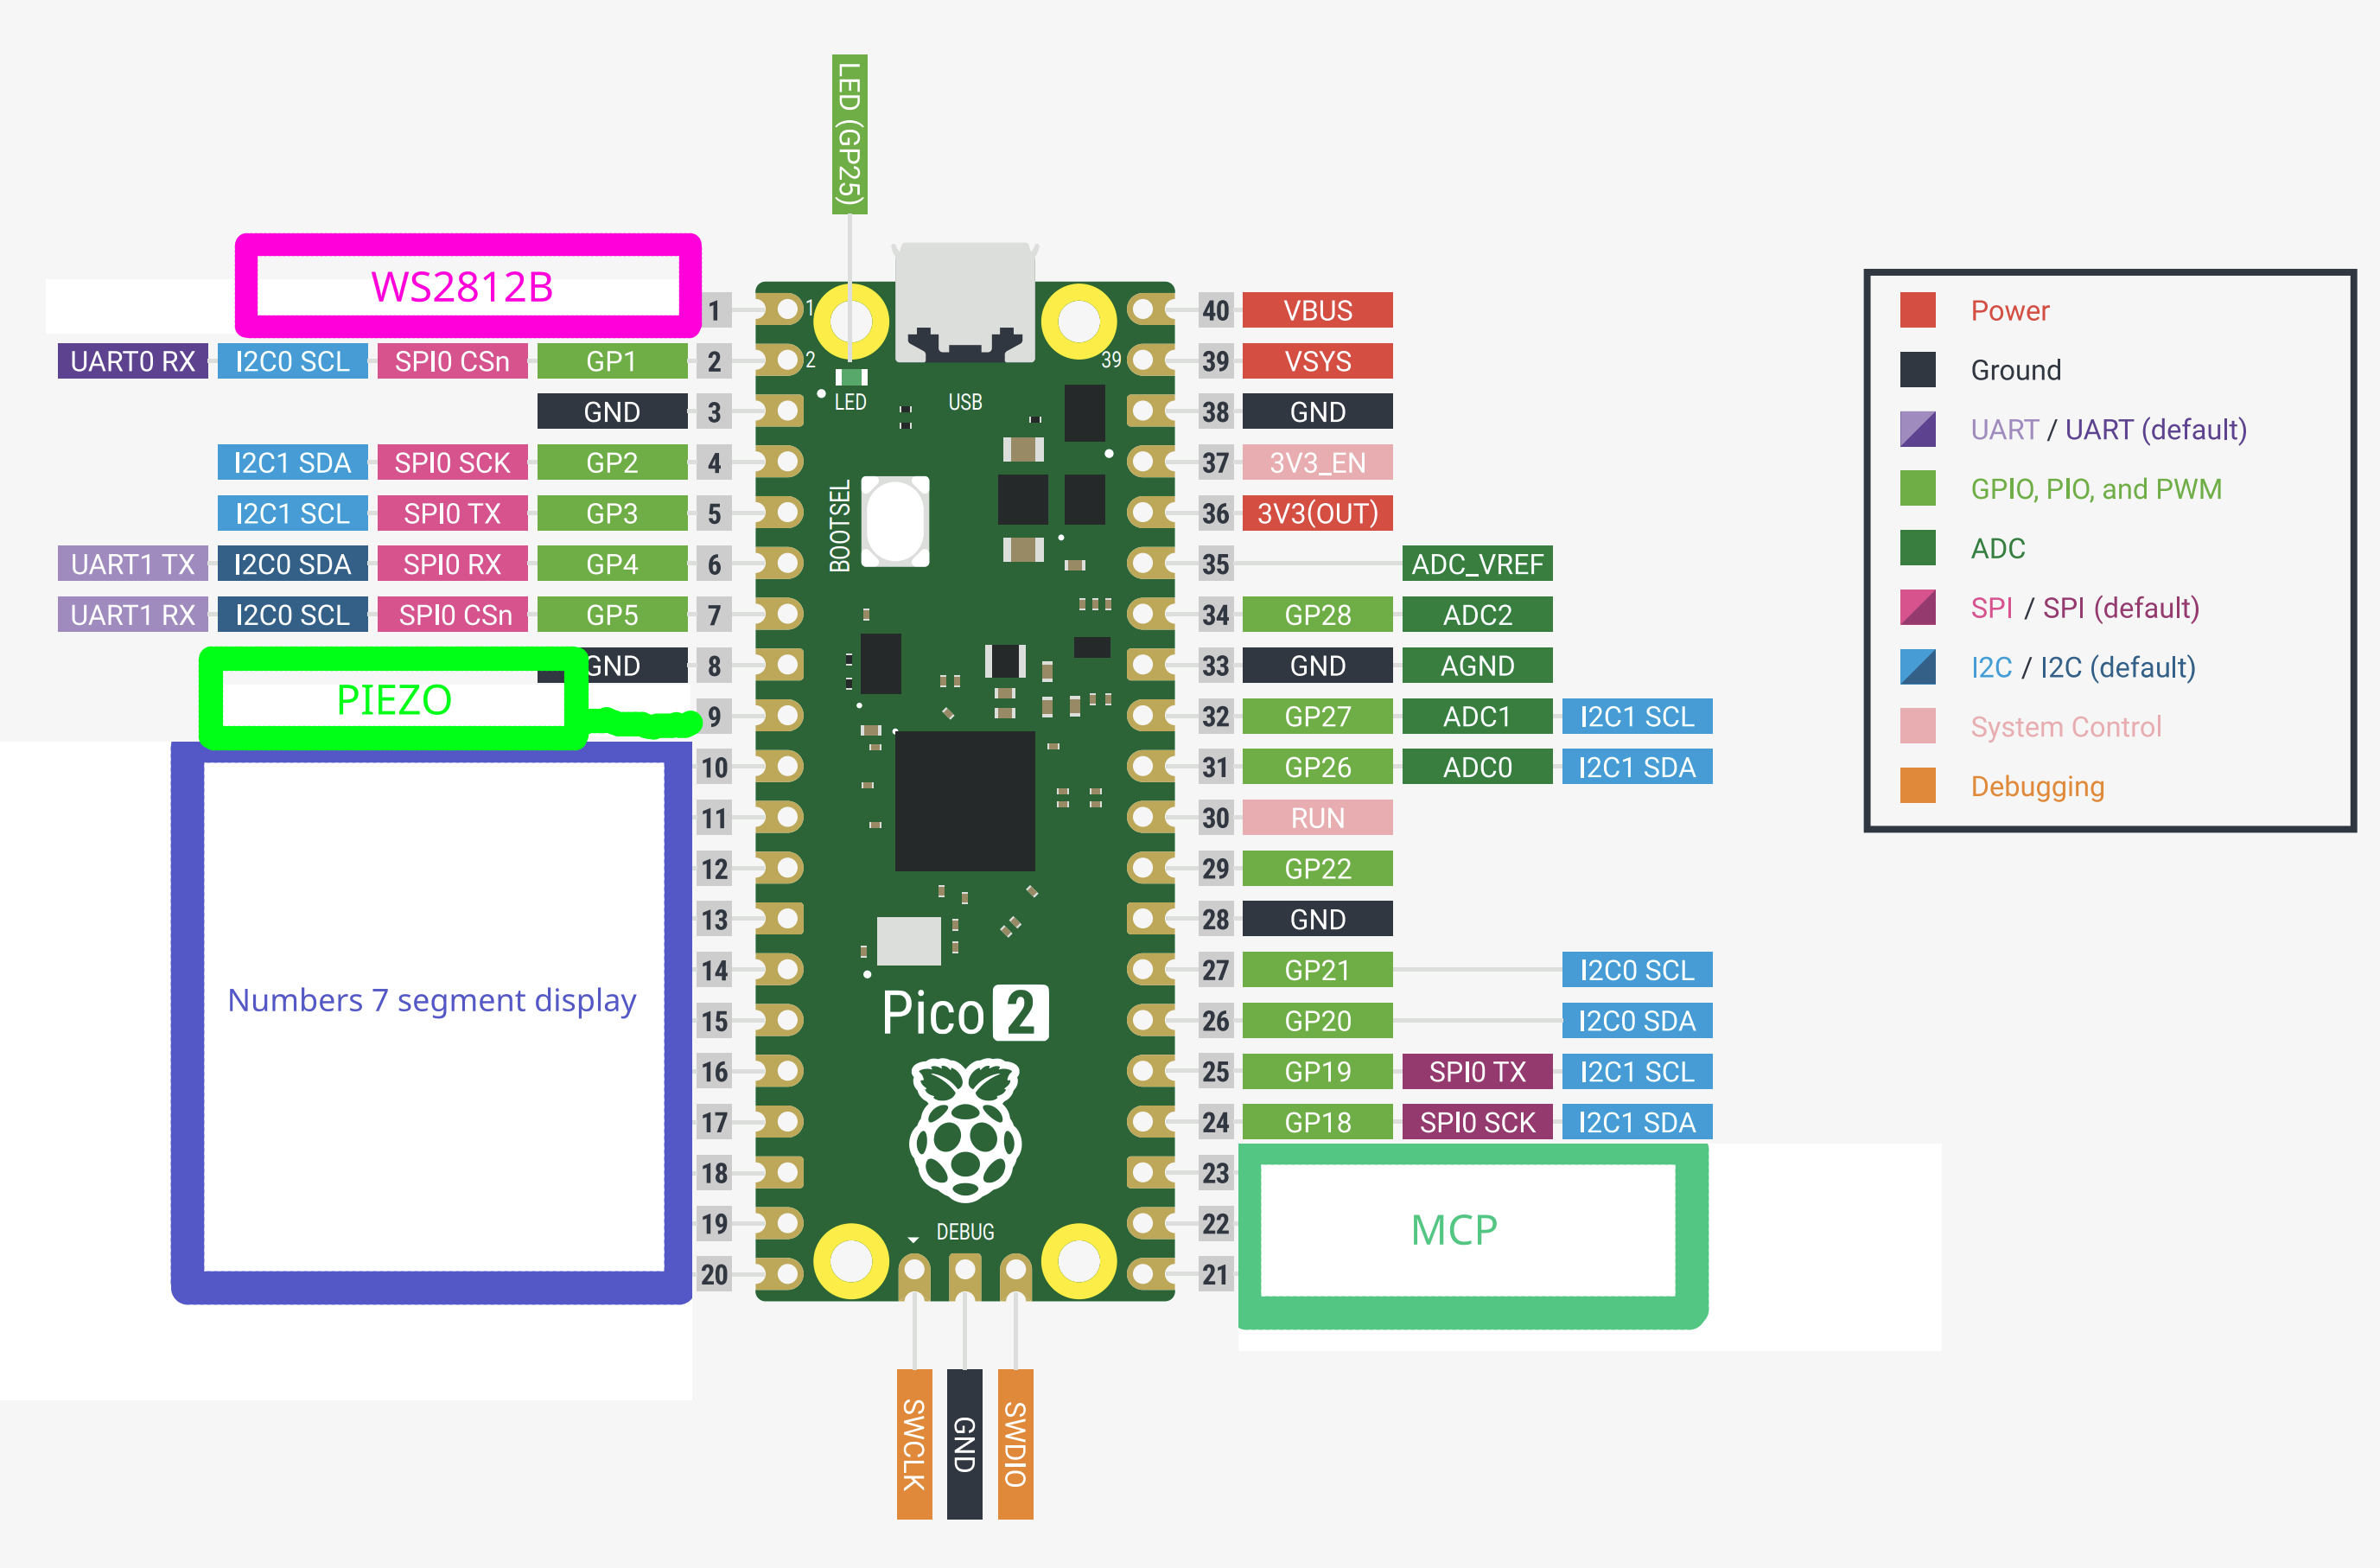 LED (GP25)
WS2812B
1 1 40 VBUS
UART0 RX I2C0 SCL SPI0 CSn GP1 2 2 39 39 VSYS
GND 3 LED USB 38 GND
I2C1 SDA SPI0 SCK GP2 4 37 3V3_EN
I2C1 SCL SPI0 TX GP3 5 BOOTSEL 36 3V3(OUT)
UART1 TX I2C0 SDA SPI0 RX GP4 6 35 ADC_VREF
UART1 RX I2C0 SCL SPI0 CSn GP5 7 34 GP28 ADC2
GND 8 33 GND AGND
PIEZO 9 32 GP27 ADC1 I2C1 SCL
10 31 GP26 ADC0 I2C1 SDA
11 30 RUN
12 29 GP22
13 28 GND
14 27 GP21 I2C0 SCL
Numbers 7 segment display
15 Pico 2 26 GP20 I2C0 SDA
16 25 GP19 SPI0 TX I2C1 SCL
17 24 GP18 SPI0 SCK I2C1 SDA
18 23
19 DEBUG 22 MCP
20 21
SWCLK GND SWDIO
Power
Ground
UART / UART (default)
GPIO, PIO, and PWM
ADC
SPI / SPI (default)
I2C / I2C (default)
System Control
Debugging